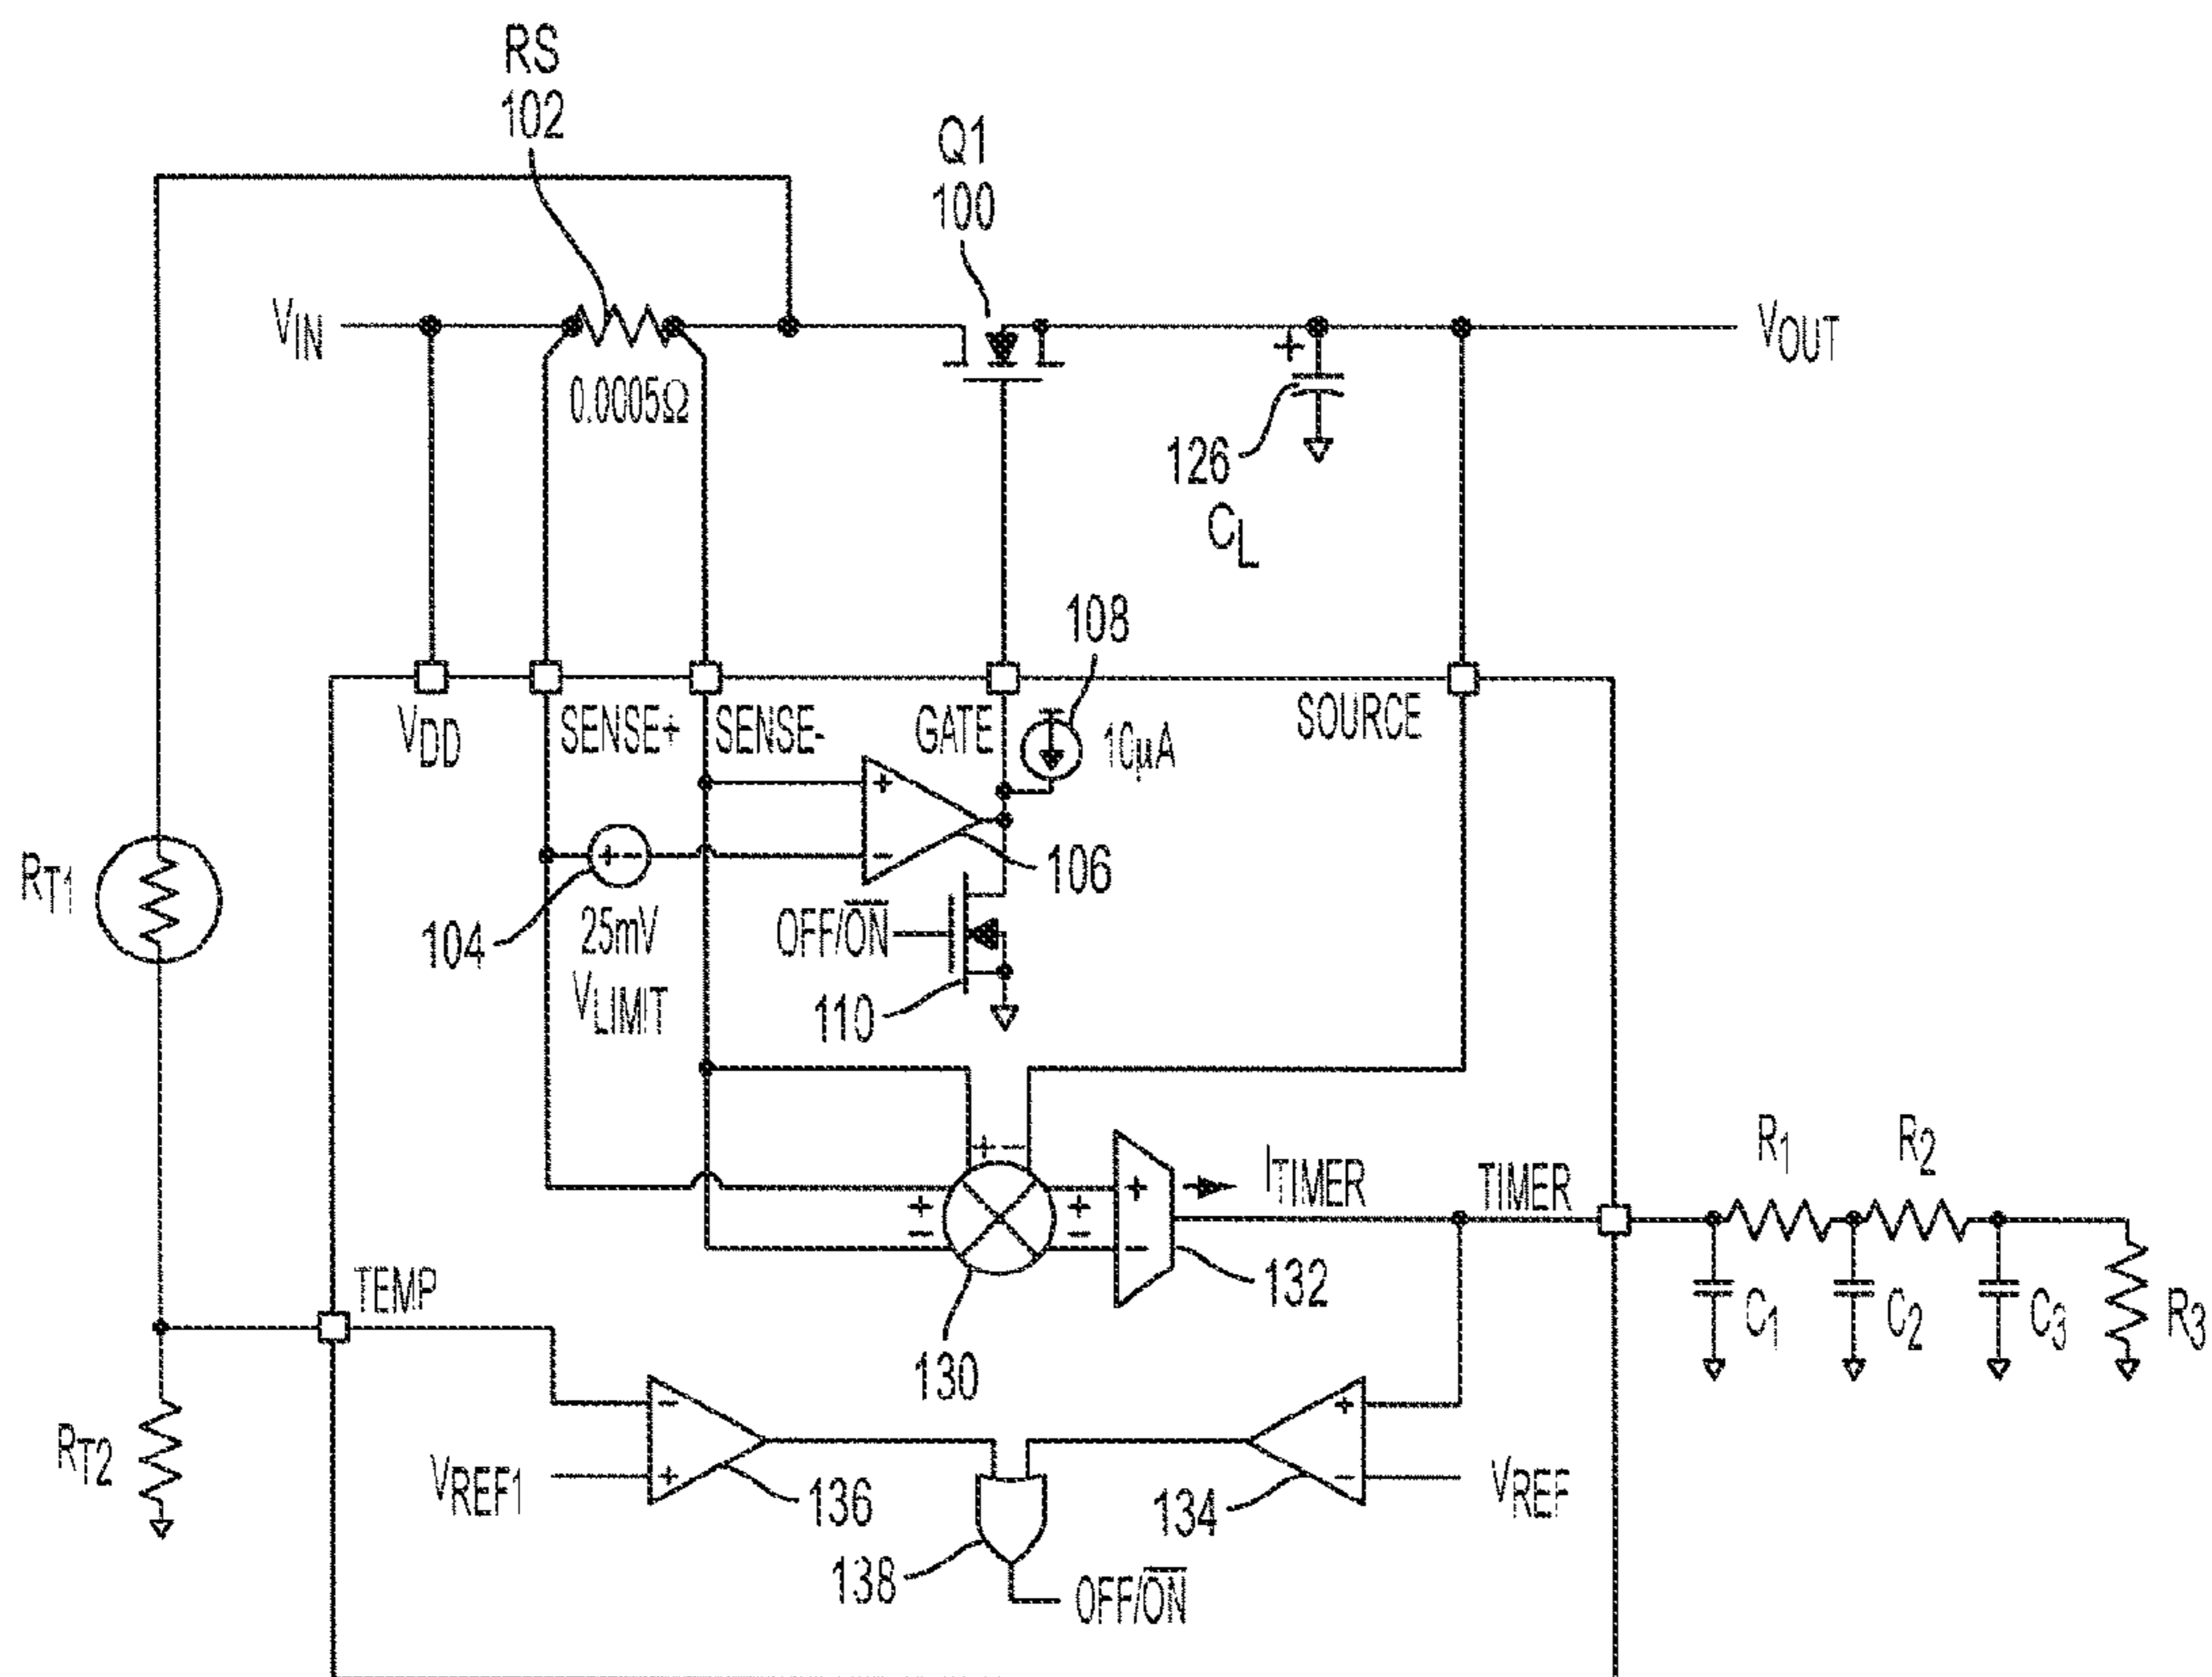 RS
102
Q1
100
VIN
0.0005Ω
+
VOUT
126
CL
108
VDD
SENSE+
SENSE-
GATE
10µA
SOURCE
+
RT1
+ -
-
106
104
25mV
VLIMIT
OFF/ON
110
+ -
R1
R2
+
-
+
-
+
-
ITIMER
TIMER
132
C1
C2
C3
R3
TEMP
130
RT2
-
+
VREF1
136
+
-
134
VREF
138
OFF/ON